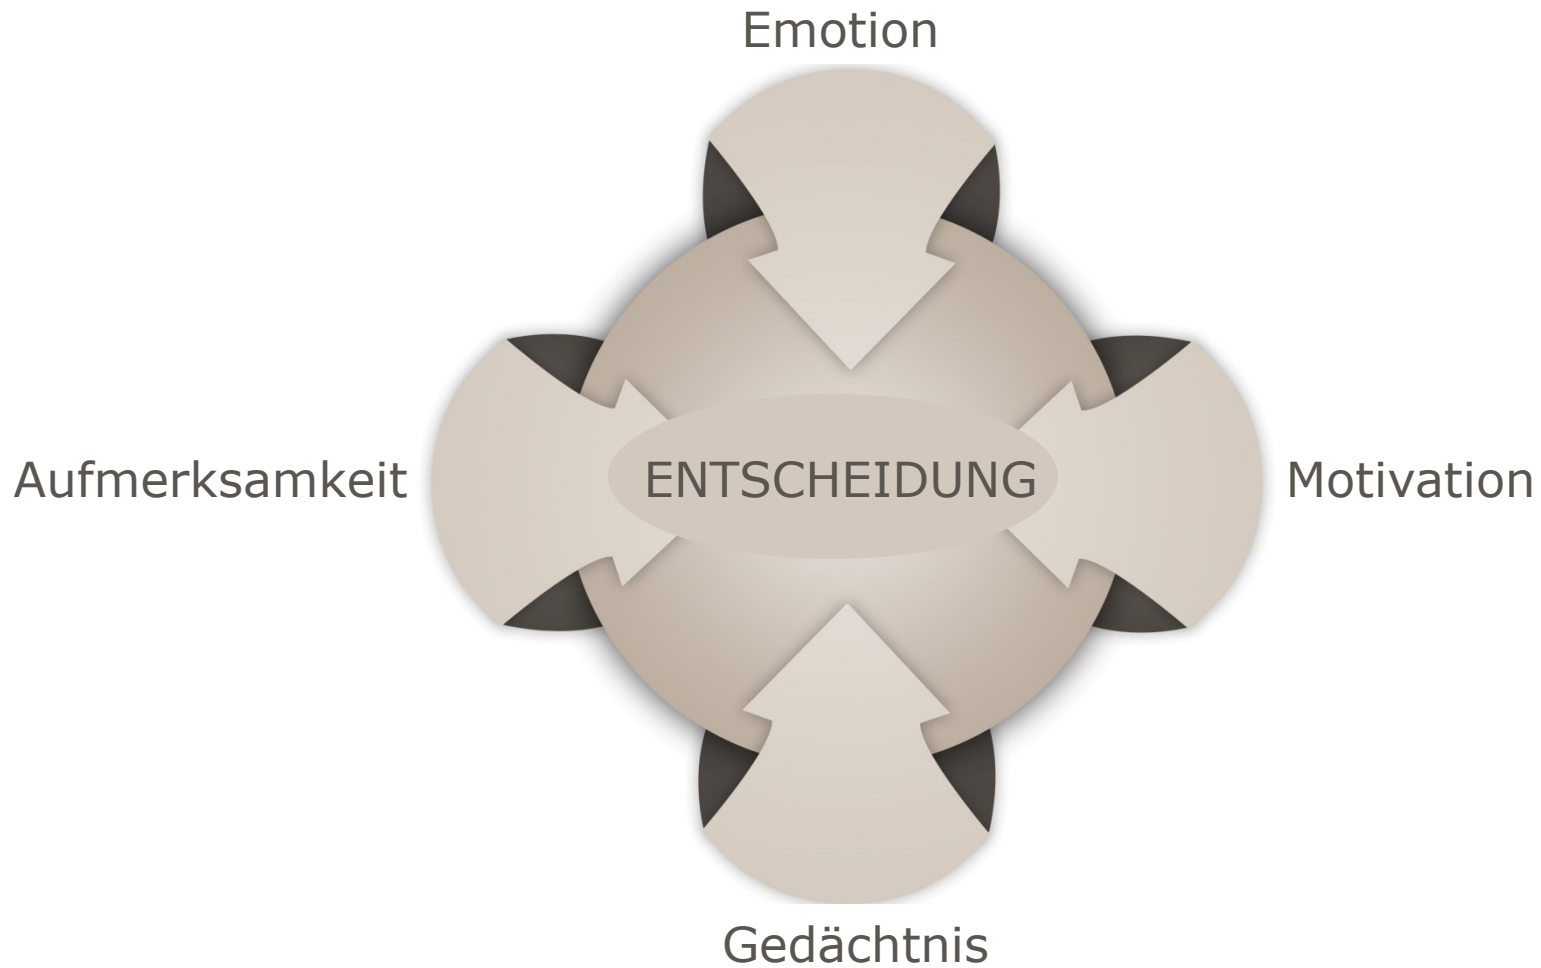 Emotion
Aufmerksamkeit
ENTSCHEIDUNG
Motivation
Gedächtnis